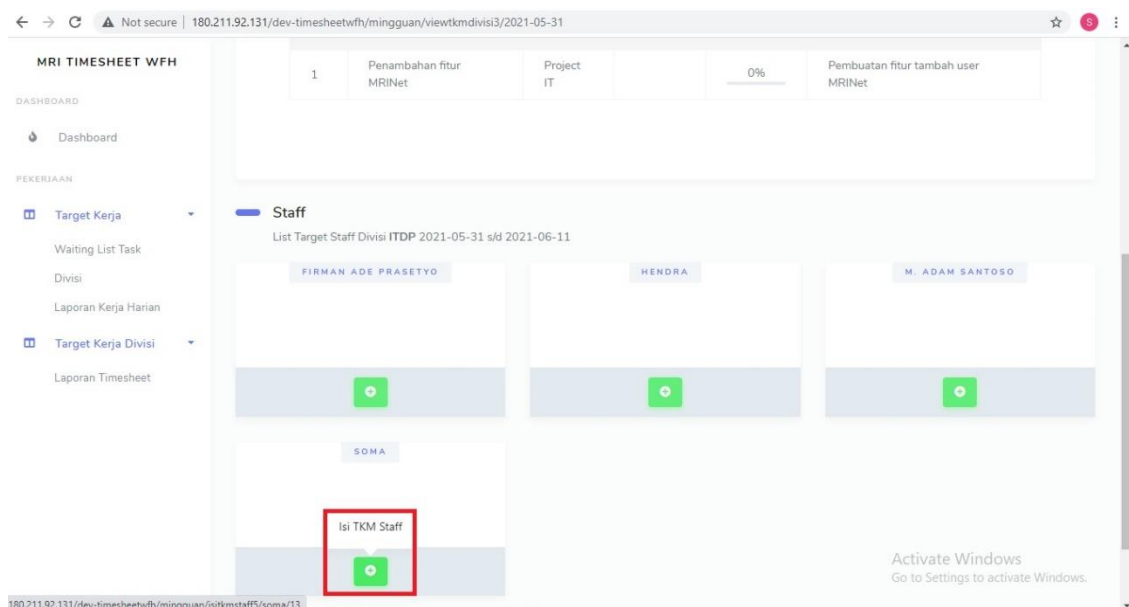 Not secure | 180.211.92.131/dev-timesheetwfh/mingguan/viewtkmdivisi3/2021-05-31
S
MRI TIMESHEET WFH
DASHBOARD
Dashboard
PEKERJAAN
Target Kerja
Waiting List Task
Divisi
Laporan Kerja Harian
Target Kerja Divisi
Laporan Timesheet
1 Penambahan fitur Project 0% Pembuatan fitur tambah user
MRINet IT MRINet
Staff
List Target Staff Divisi ITDP 2021-05-31 s/d 2021-06-11
FIRMAN ADE PRASETYO HENDRA M. ADAM SANTOSO
SOMA
Isi TKM Staff
Activate Windows
Go to Settings to activate Windows.
180.211.92.131/dev-timesheetwfh/mingguan/isitkmstaff5/soma/13